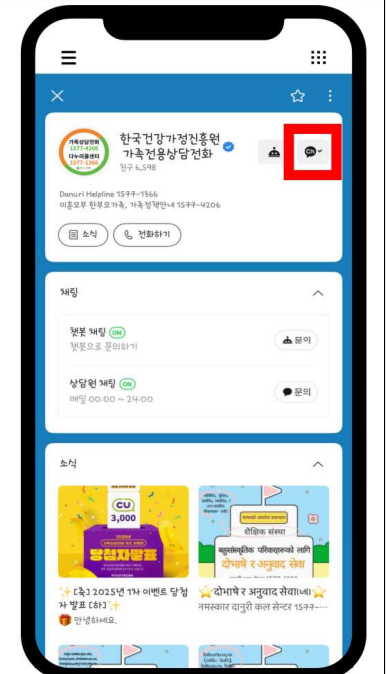 가족상담전화
1577-4206
다누리콜센터
1577-1366
한국건강가정진흥원
가족전용상담전화
친구 6,598
ch
Danuri Helpline 1577-1366
이혼모부 한부모가족, 가족정책안내 1577-4206
소식
전화하기
채팅
챗봇 채팅 ON
챗봇으로 문의하기
문의
상담원 채팅 ON
매일 00:00 ~ 24:00
문의
소식
CU
3,000
당첨자발표
शैक्षिक संस्था
बहुसांस्कृतिक परिवारहरूको लागि
दोभाषे र अनुवाद सेवा
✨[축] 2025년 1차 이벤트 당첨
자 발표 [하]✨
🎁 안녕하세요.
⭐दोभाषे र अनुवाद सेवा(네)⭐
नमस्कार दानुरी कल सेन्टर 1577-…